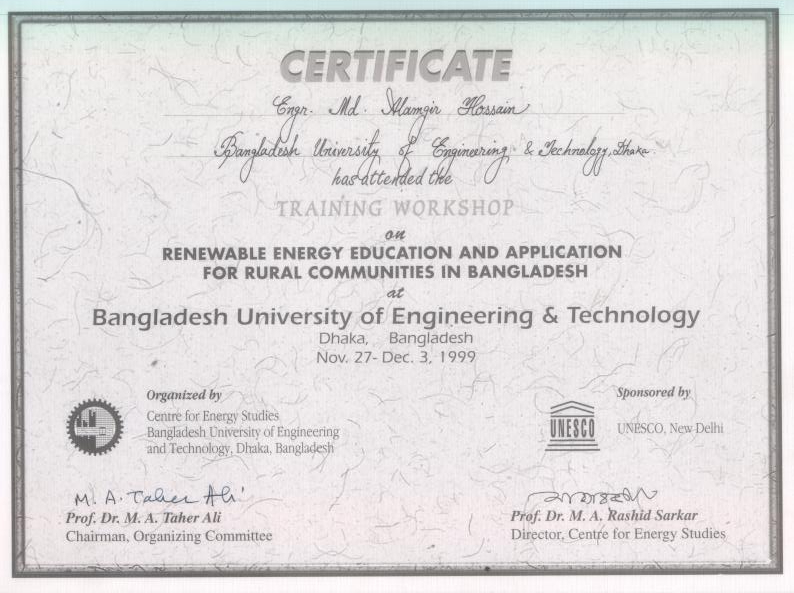 CERTIFICATE
Engr. Md. Alamgir Hossain
Bangladesh University of Engineering & Technology, Dhaka.
has attended the
TRAINING WORKSHOP
on
RENEWABLE ENERGY EDUCATION AND APPLICATION
FOR RURAL COMMUNITIES IN BANGLADESH
at
Bangladesh University of Engineering & Technology
Dhaka, Bangladesh
Nov. 27- Dec. 3, 1999
Organized by
Centre for Energy Studies
Bangladesh University of Engineering
and Technology, Dhaka, Bangladesh
Sponsored by
UNESCO
UNESCO, New Delhi
M. A. Taher Ali
Prof. Dr. M. A. Taher Ali
Chairman, Organizing Committee
Prof. Dr. M. A. Rashid Sarkar
Director, Centre for Energy Studies